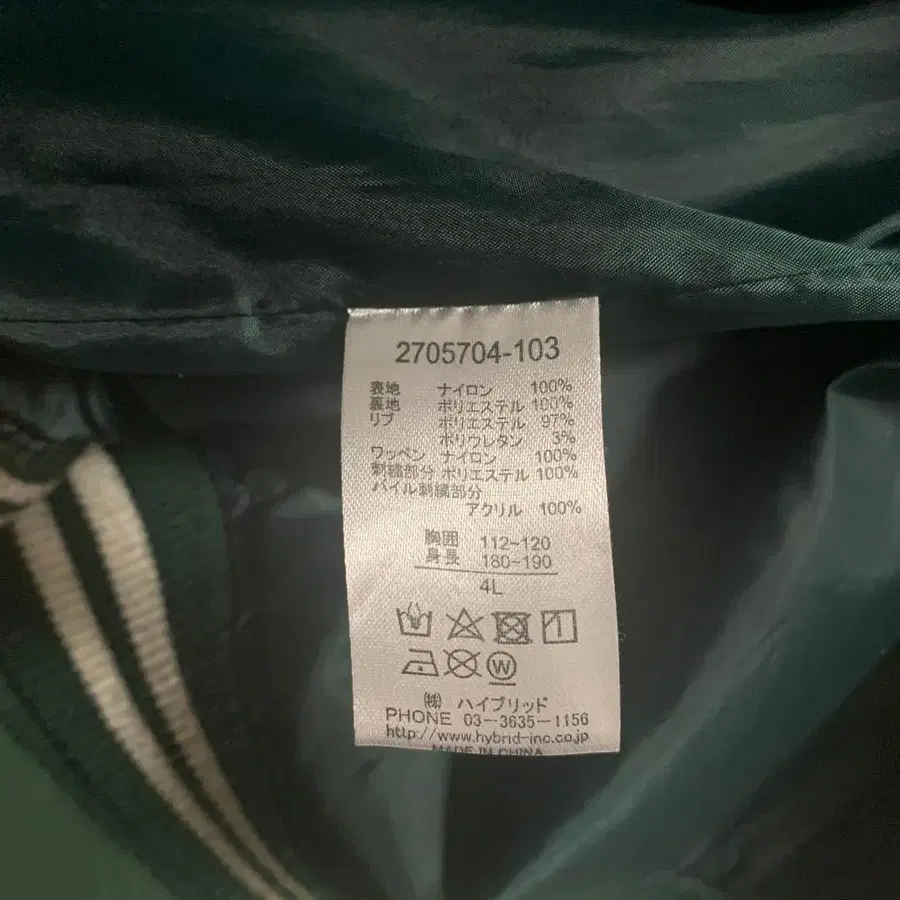 2705704-103
表地 ナイロン 100%
裏地 ポリエステル 100%
リブ ポリエステル 97%
ポリウレタン 3%
ワッペン ナイロン 100%
刺繍部分 ポリエステル 100%
パイル刺繍部分
アクリル 100%
胸囲 112~120
身長 180~190
4L
W
㈱ ハイブリッド
PHONE 03-3635-1156
http://www.hybrid-inc.co.jp
MADE IN CHINA